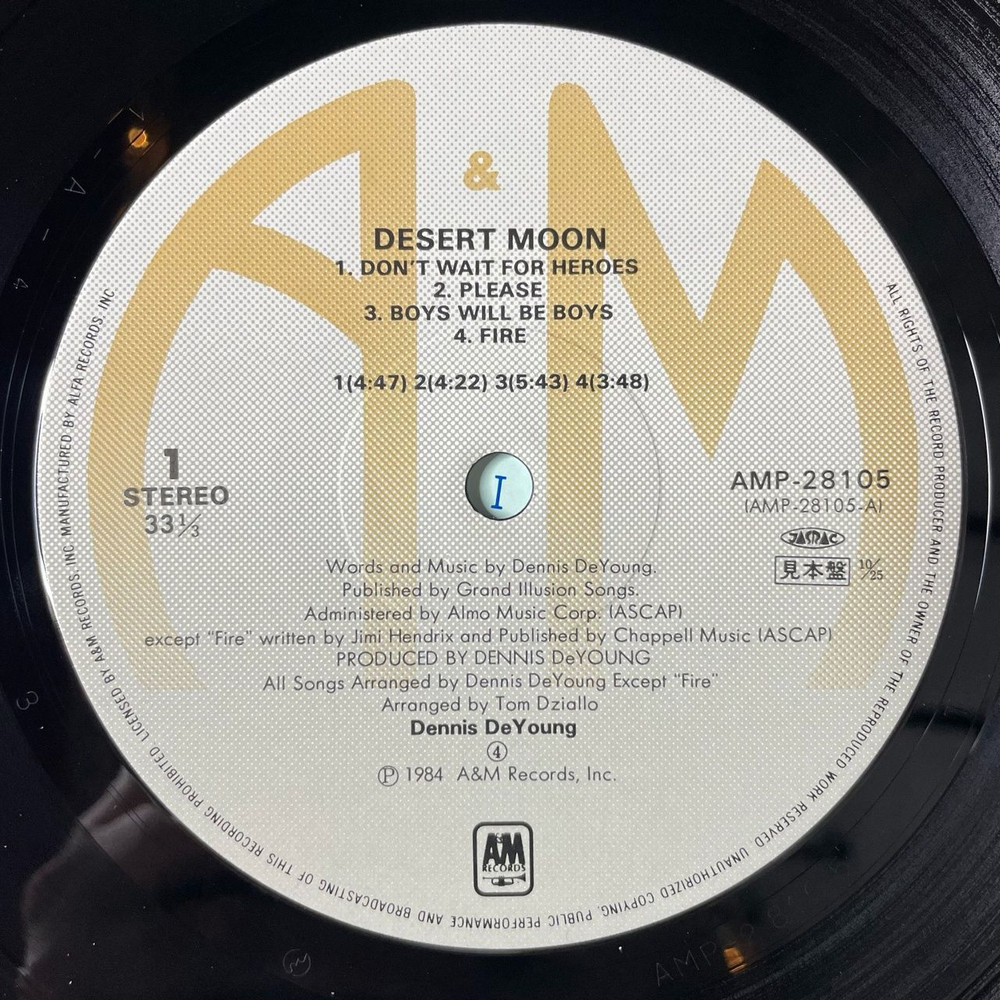 A & M
DESERT MOON
1. DON'T WAIT FOR HEROES
2. PLEASE
3. BOYS WILL BE BOYS
4. FIRE
1(4:47) 2(4:22) 3(5:43) 4(3:48)
1
STEREO
33⅓
I
AMP-28105
(AMP-28105-A)
JASRAC
見本盤 10/25
Words and Music by Dennis DeYoung.
Published by Grand Illusion Songs.
Administered by Almo Music Corp. (ASCAP)
except "Fire" written by Jimi Hendrix and Published by Chappell Music (ASCAP)
PRODUCED BY DENNIS DeYOUNG
All Songs Arranged by Dennis DeYoung Except "Fire"
Arranged by Tom Dziallo
Dennis DeYoung
④
Ⓟ 1984 A&M Records, Inc.
A&M
RECORDS
ALL RIGHTS OF THE RECORD PRODUCER AND THE OWNER OF THE REPRODUCED WORK RESERVED. UNAUTHORIZED COPYING. PUBLIC PERFORMANCE AND BROADCASTING OF THIS RECORDING PROHIBITED LICENSED BY A&M RECORDS. INC MANUFACTURED BY ALFA RECORDS. INC